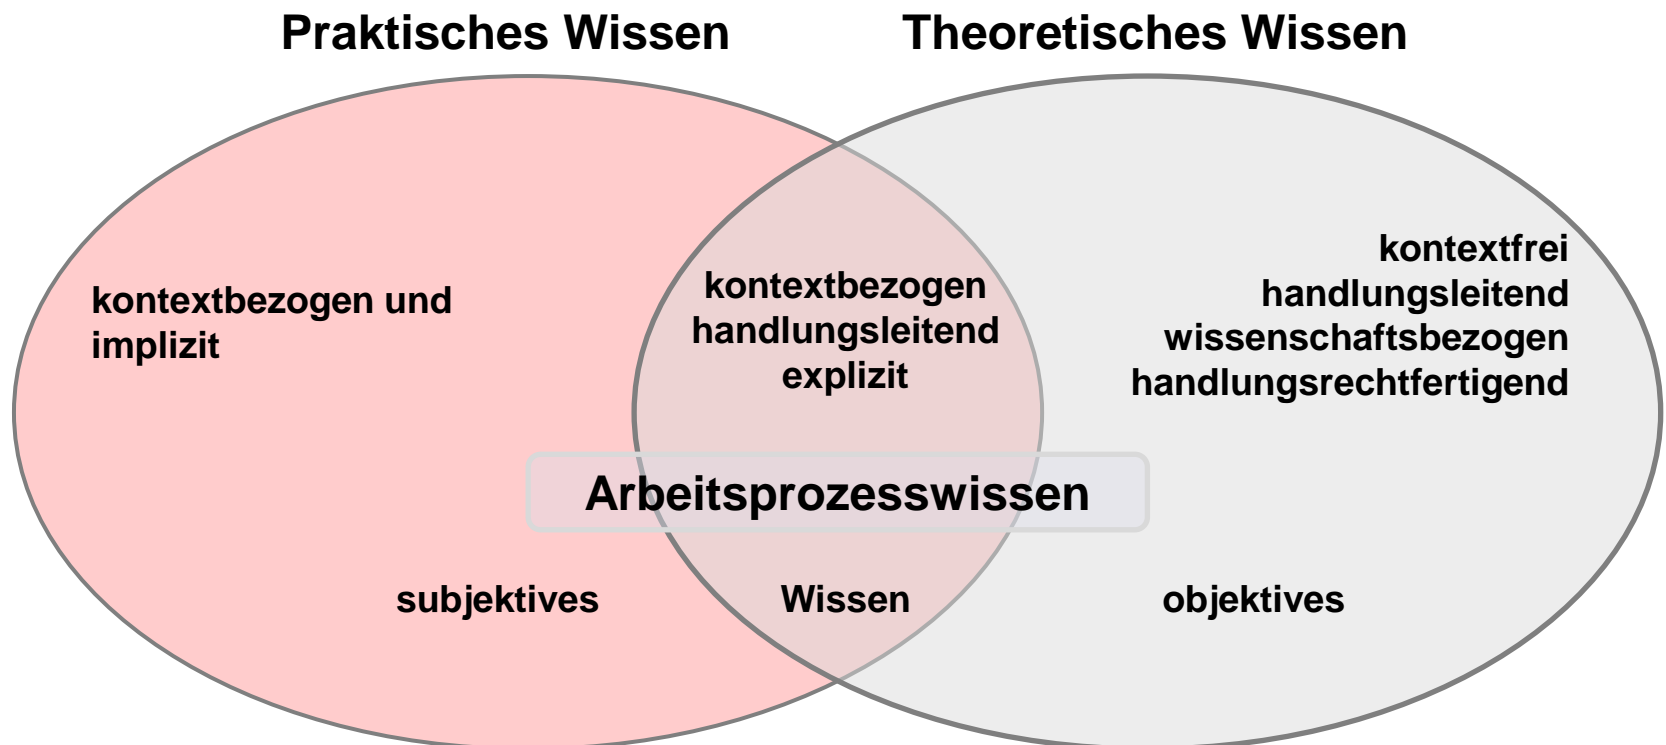 Praktisches Wissen
Theoretisches Wissen
kontextbezogen und
implizit
kontextbezogen
handlungsleitend
explizit
kontextfrei
handlungsleitend
wissenschaftsbezogen
handlungsrechtfertigend
Arbeitsprozesswissen
subjektives
Wissen
objektives